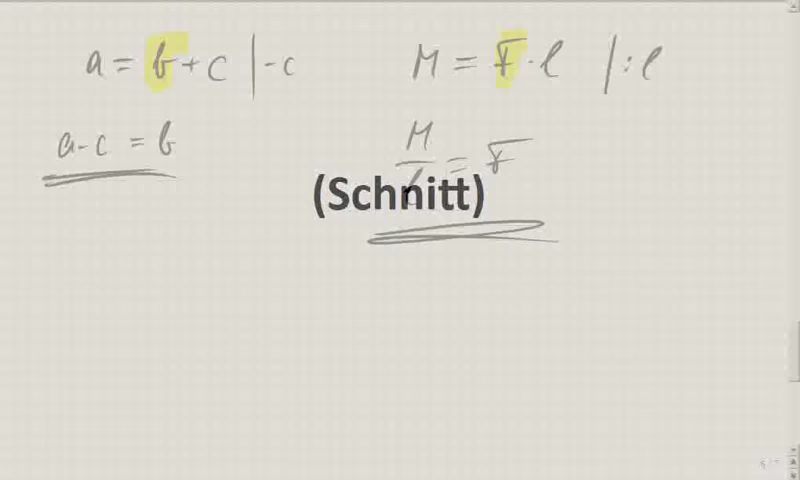 a = b + c | - c
M = F · l | : l
a - c = b
M/l = F
(Schnitt)